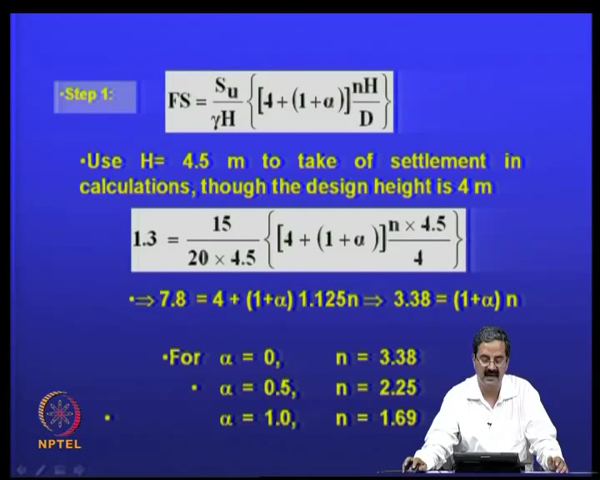 •Step 1:
FS = Su/γH {[4+(1+α)] nH/D}
•Use H= 4.5 m to take of settlement in
calculations, though the design height is 4 m
1.3 = 15/(20 × 4.5) {[4 + (1+α )] (n × 4.5)/4}
•⇒ 7.8 = 4 + (1+α) 1.125n ⇒ 3.38 = (1+α) n
•For α = 0, n = 3.38
• α = 0.5, n = 2.25
• α = 1.0, n = 1.69
NPTEL